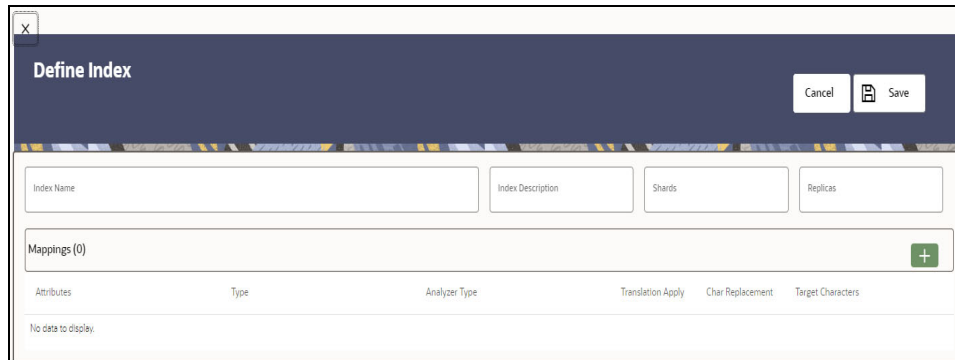 X
Define Index
Cancel Save
Index Name Index Description Shards Replicas
Mappings (0) +
Attributes Type Analyzer Type Translation Apply Char Replacement Target Characters
No data to display.